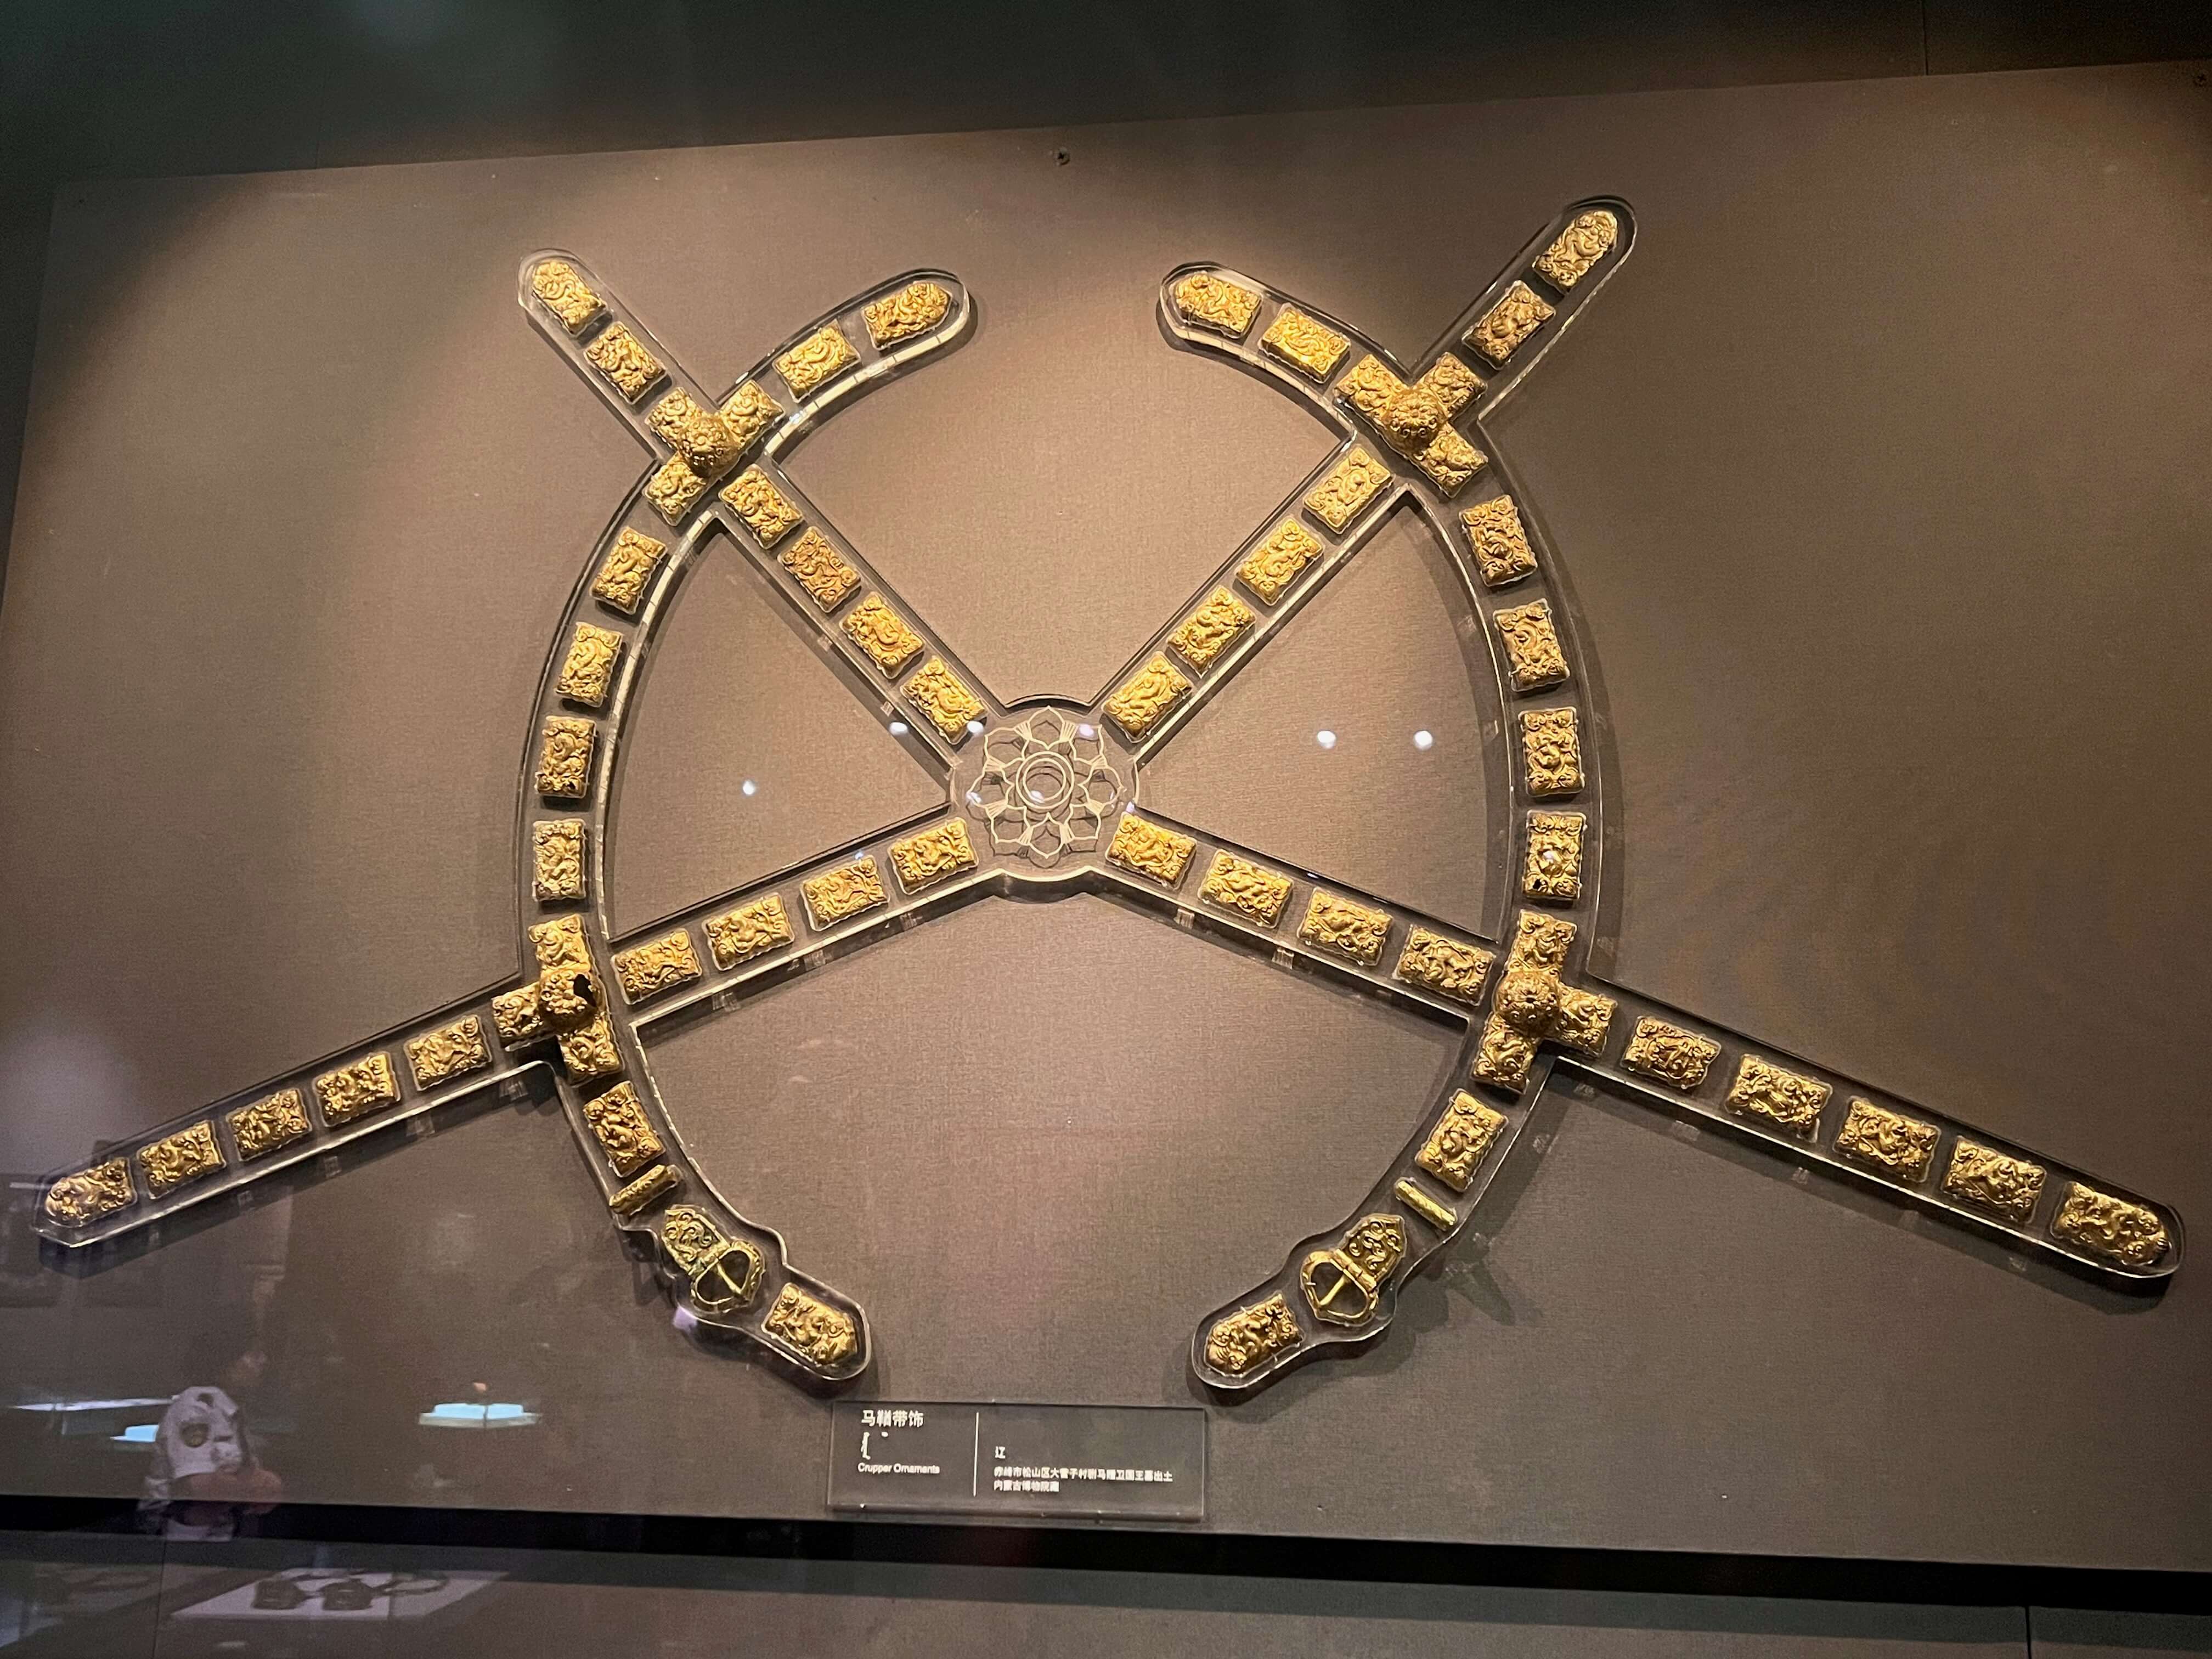 马鞧带饰
Crupper Ornaments
辽
赤峰市松山区大营子村驸马赠卫国王墓出土
内蒙古博物院藏